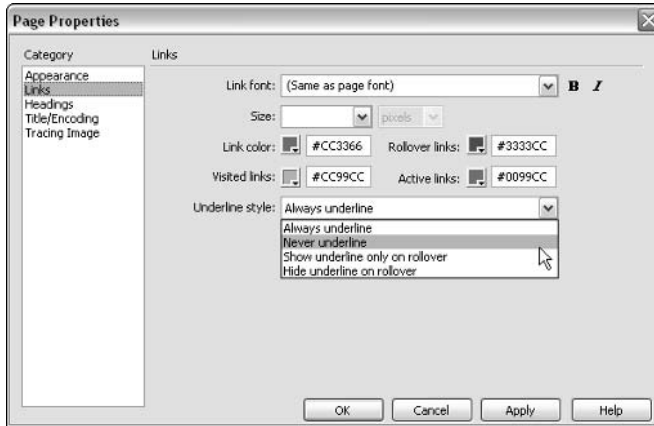 Page Properties
Category
Links
Appearance
Links
Headings
Title/Encoding
Tracing Image
Link font: (Same as page font) B I
Size: pixels
Link color: #CC3366 Rollover links: #3333CC
Visited links: #CC99CC Active links: #0099CC
Underline style: Always underline
Always underline
Never underline
Show underline only on rollover
Hide underline on rollover
OK Cancel Apply Help